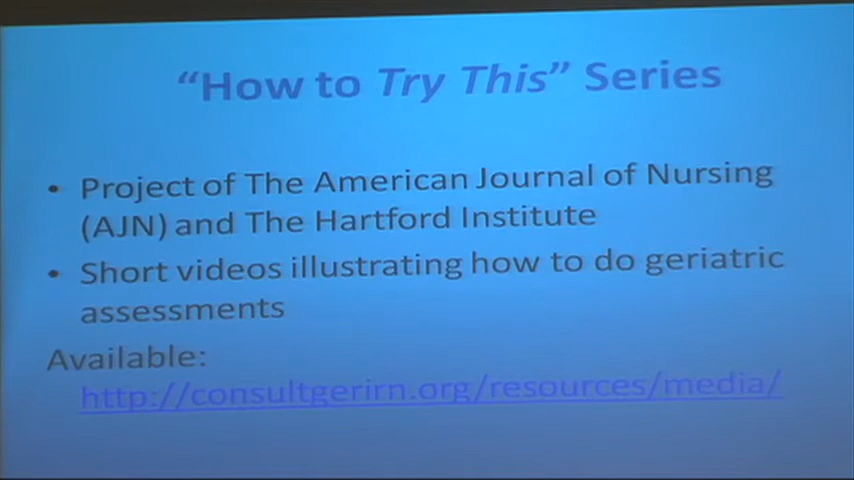 “How to Try This” Series
• Project of The American Journal of Nursing
(AJN) and The Hartford Institute
• Short videos illustrating how to do geriatric
assessments
Available:
http://consultgerirn.org/resources/media/